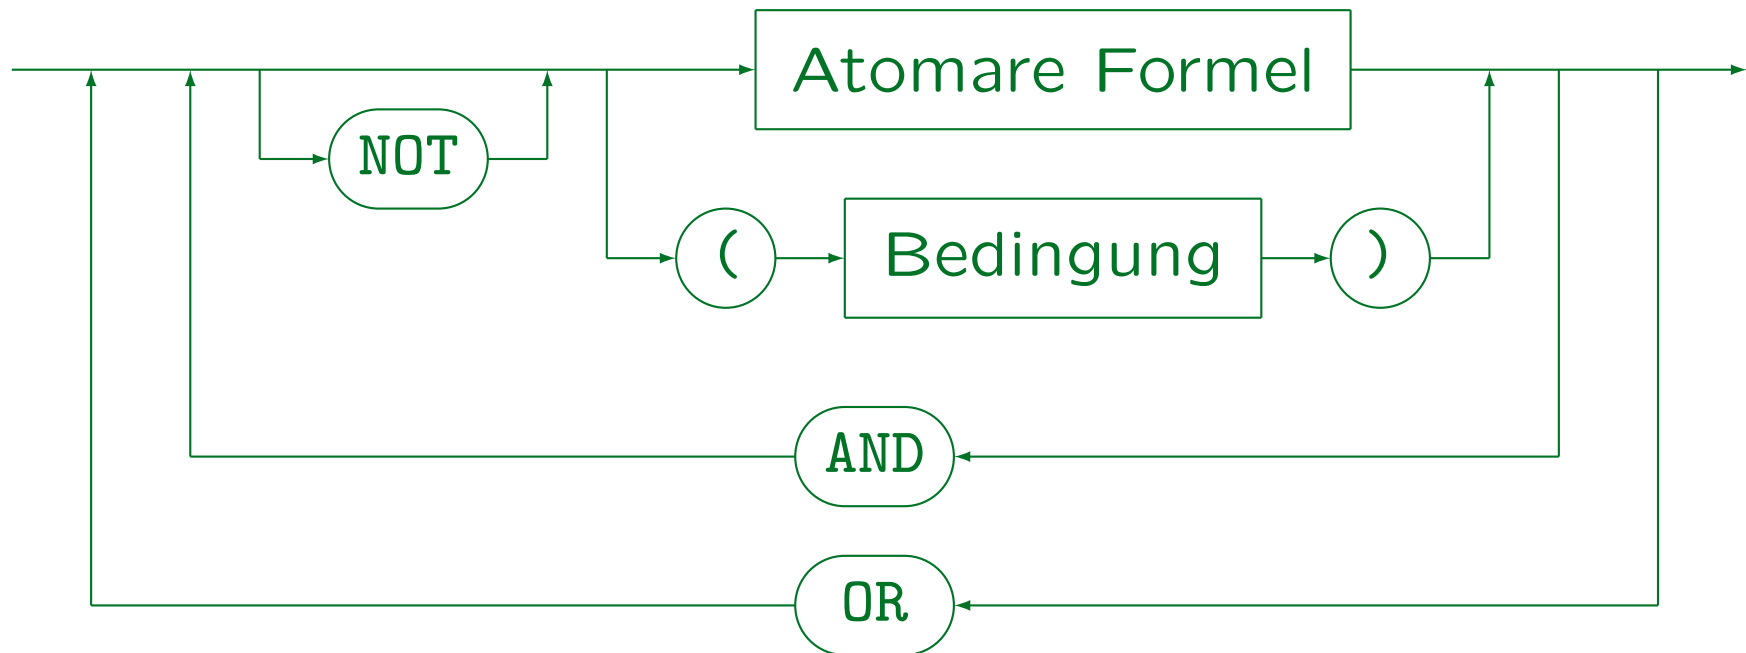 Atomare Formel
NOT
( Bedingung )
AND
OR